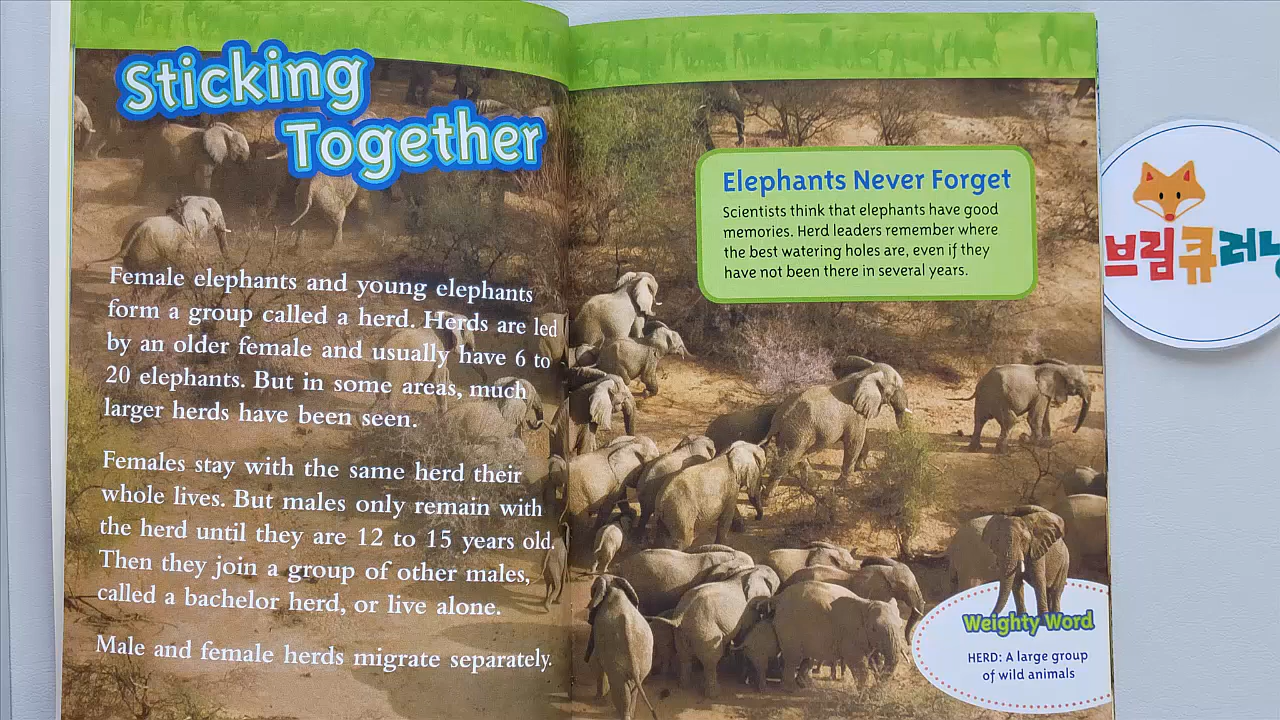 Sticking
Together
Female elephants and young elephants
form a group called a herd. Herds are led
by an older female and usually have 6 to
20 elephants. But in some areas, much
larger herds have been seen.
Females stay with the same herd their
whole lives. But males only remain with
the herd until they are 12 to 15 years old.
Then they join a group of other males,
called a bachelor herd, or live alone.
Male and female herds migrate separately.
Elephants Never Forget
Scientists think that elephants have good
memories. Herd leaders remember where
the best watering holes are, even if they
have not been there in several years.
Weighty Word
HERD: A large group
of wild animals
브림큐러닝